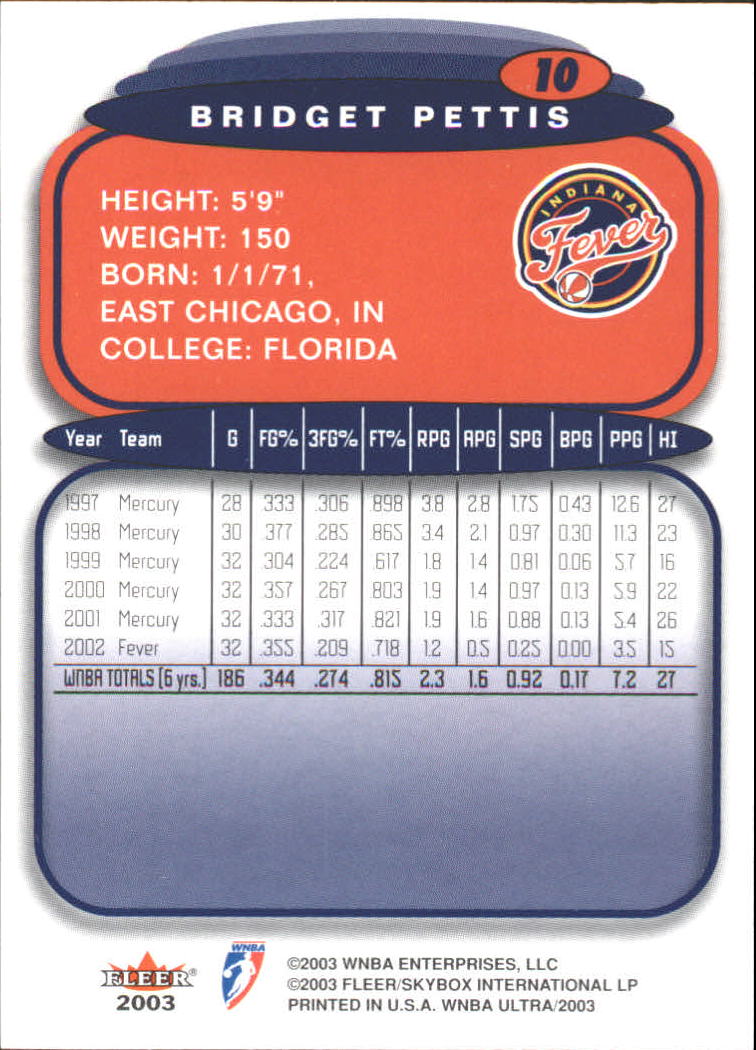 10
BRIDGET PETTIS
HEIGHT: 5'9"
WEIGHT: 150
BORN: 1/1/71,
EAST CHICAGO, IN
COLLEGE: FLORIDA
INDIANA
Fever
Year Team G FG% 3FG% FT% RPG APG SPG BPG PPG HI
1997 Mercury 28 .333 .306 .898 3.8 2.8 1.75 0.43 12.6 27
1998 Mercury 30 .377 .285 .865 3.4 2.1 0.97 0.30 11.3 23
1999 Mercury 32 .304 .224 .617 1.8 1.4 0.81 0.06 5.7 16
2000 Mercury 32 .357 .267 .803 1.9 1.4 0.97 0.13 5.9 22
2001 Mercury 32 .333 .317 .821 1.9 1.6 0.88 0.13 5.4 26
2002 Fever 32 .355 .209 .718 1.2 0.5 0.25 0.00 3.5 15
WNBA TOTALS (6 yrs.) 186 .344 .274 .815 2.3 1.6 0.92 0.17 7.2 27
FLEER®
2003
WNBA
©2003 WNBA ENTERPRISES, LLC
©2003 FLEER/SKYBOX INTERNATIONAL LP
PRINTED IN U.S.A. WNBA ULTRA/2003